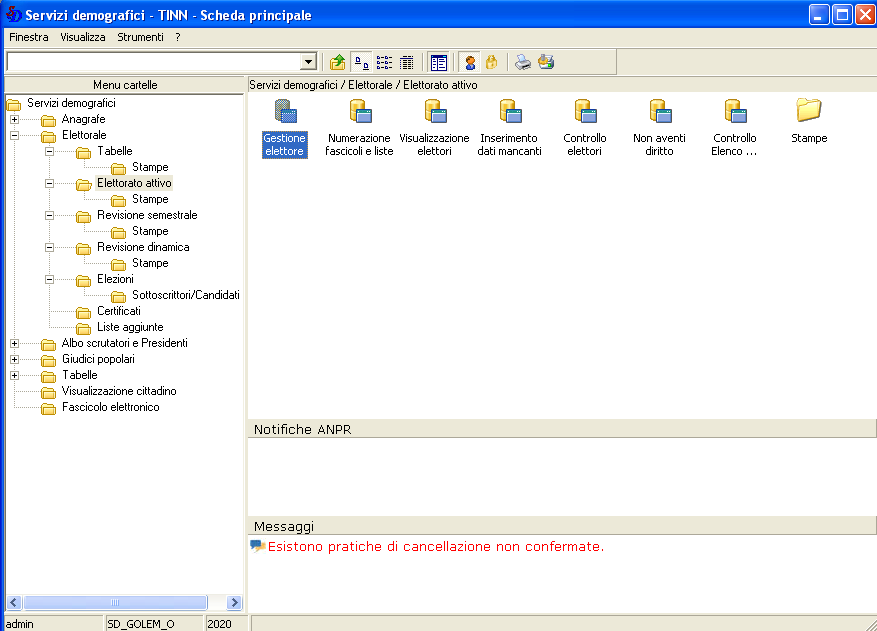 Servizi demografici - TINN - Scheda principale
Finestra Visualizza Strumenti ?
Menu cartelle
Servizi demografici / Elettorale / Elettorato attivo
Servizi demografici
Anagrafe
Elettorale
Tabelle
Stampe
Elettorato attivo
Stampe
Revisione semestrale
Stampe
Revisione dinamica
Stampe
Elezioni
Sottoscrittori/Candidati
Certificati
Liste aggiunte
Albo scrutatori e Presidenti
Giudici popolari
Tabelle
Visualizzazione cittadino
Fascicolo elettronico
Gestione
elettore
Numerazione
fascicoli e liste
Visualizzazione
elettori
Inserimento
dati mancanti
Controllo
elettori
Non aventi
diritto
Controllo
Elenco ...
Stampe
Notifiche ANPR
Messaggi
Esistono pratiche di cancellazione non confermate.
admin SD_GOLEM_O 2020